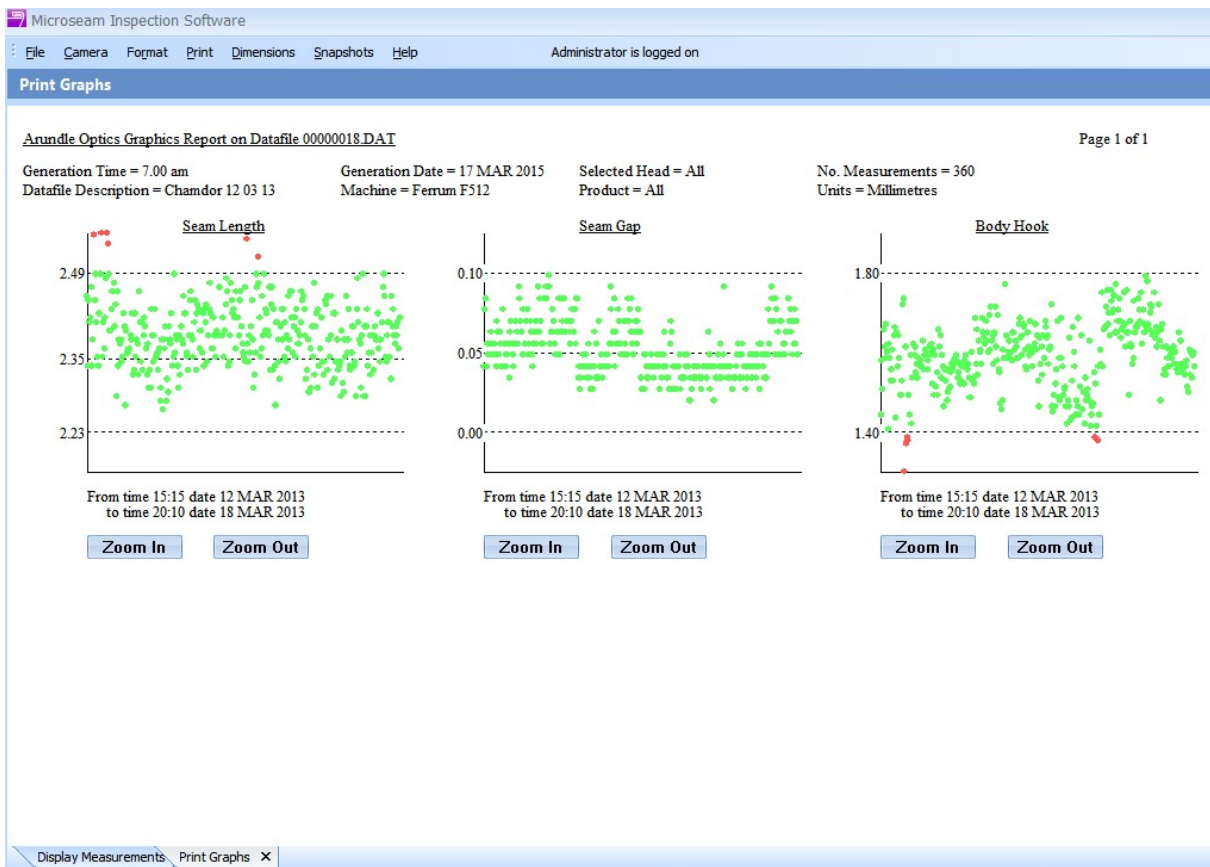 Microseam Inspection Software
File Camera Format Print Dimensions Snapshots Help Administrator is logged on
Print Graphs
Arundle Optics Graphics Report on Datafile 00000018.DAT Page 1 of 1
Generation Time = 7.00 am Generation Date = 17 MAR 2015 Selected Head = All No. Measurements = 360
Datafile Description = Chamdor 12 03 13 Machine = Ferrum F512 Product = All Units = Millimetres
Seam Length Seam Gap Body Hook
2.49 0.10 1.80
2.35 0.05
2.23 0.00 1.40
From time 15:15 date 12 MAR 2013 From time 15:15 date 12 MAR 2013 From time 15:15 date 12 MAR 2013
to time 20:10 date 18 MAR 2013 to time 20:10 date 18 MAR 2013 to time 20:10 date 18 MAR 2013
Zoom In Zoom Out Zoom In Zoom Out Zoom In Zoom Out
Display Measurements Print Graphs X